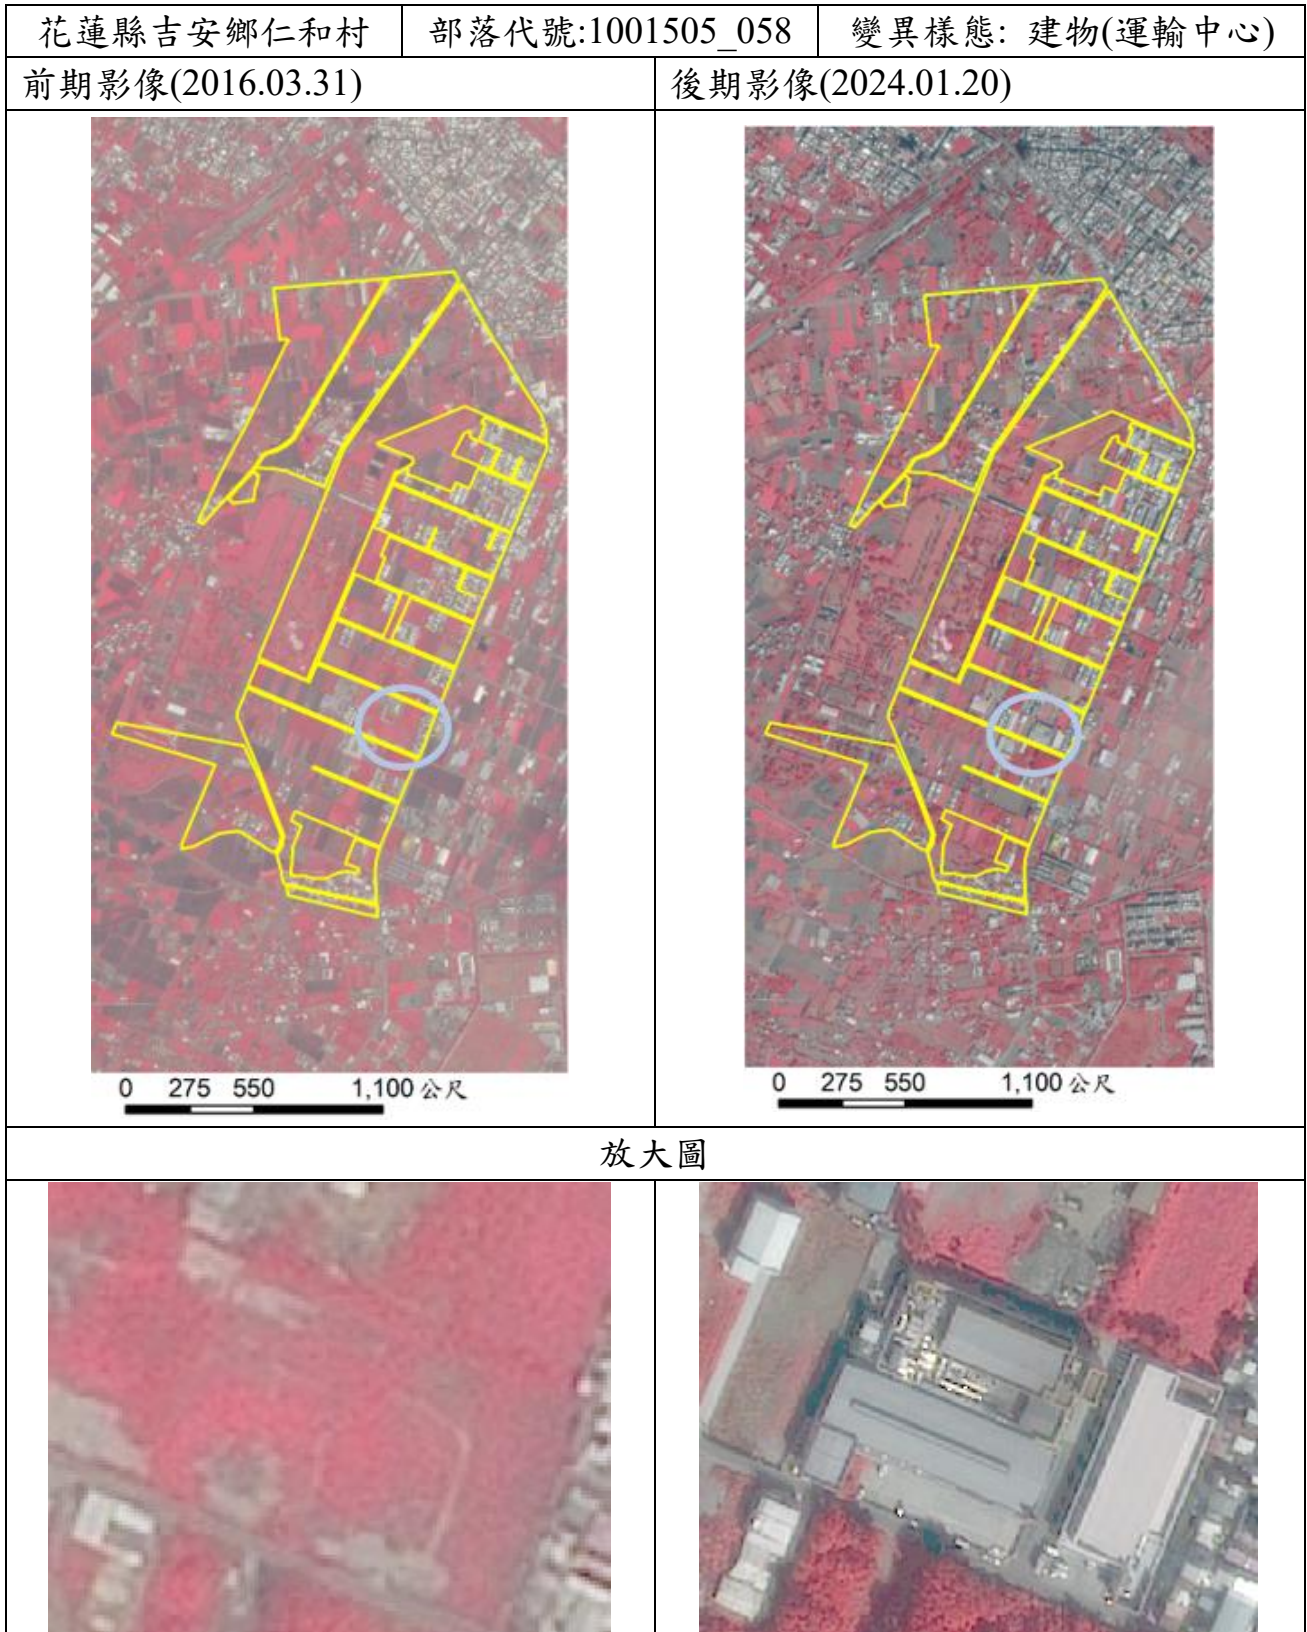 花蓮縣吉安鄉仁和村 部落代號:1001505_058 變異樣態: 建物(運輸中心)
前期影像(2016.03.31) 後期影像(2024.01.20)
0 275 550 1,100 公尺
0 275 550 1,100 公尺
放大圖